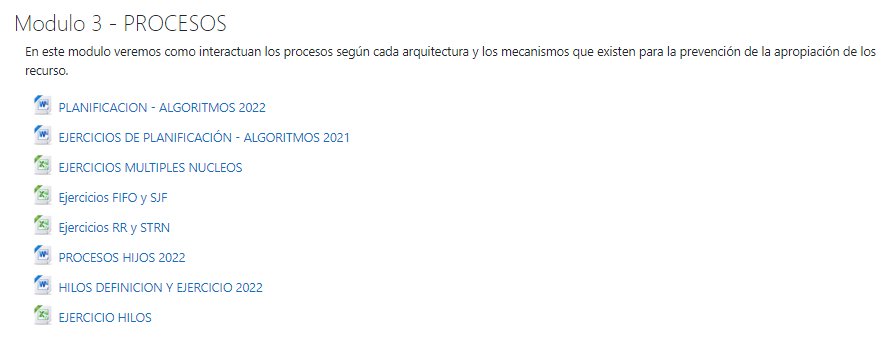 Modulo 3 - PROCESOS
En este modulo veremos como interactuan los procesos según cada arquitectura y los mecanismos que existen para la prevención de la apropiación de los
recurso.
PLANIFICACION - ALGORITMOS 2022
EJERCICIOS DE PLANIFICACIÓN - ALGORITMOS 2021
EJERCICIOS MULTIPLES NUCLEOS
Ejercicios FIFO y SJF
Ejercicios RR y STRN
PROCESOS HIJOS 2022
HILOS DEFINICION Y EJERCICIO 2022
EJERCICIO HILOS